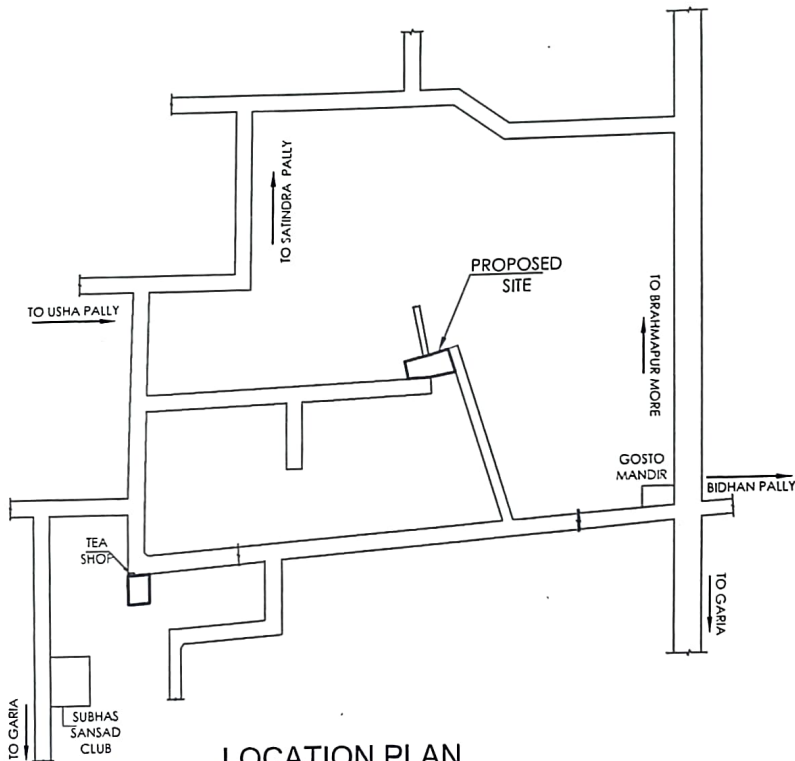 TO SATINDRA PALLY
PROPOSED
SITE
TO USHA PALLY
TO BRAHMAPUR MORE
GOSTO
MANDIR
BIDHAN PALLY
TEA
SHOP
TO GARIA
TO GARIA
SUBHAS
SANSAD
CLUB
LOCATION PLAN